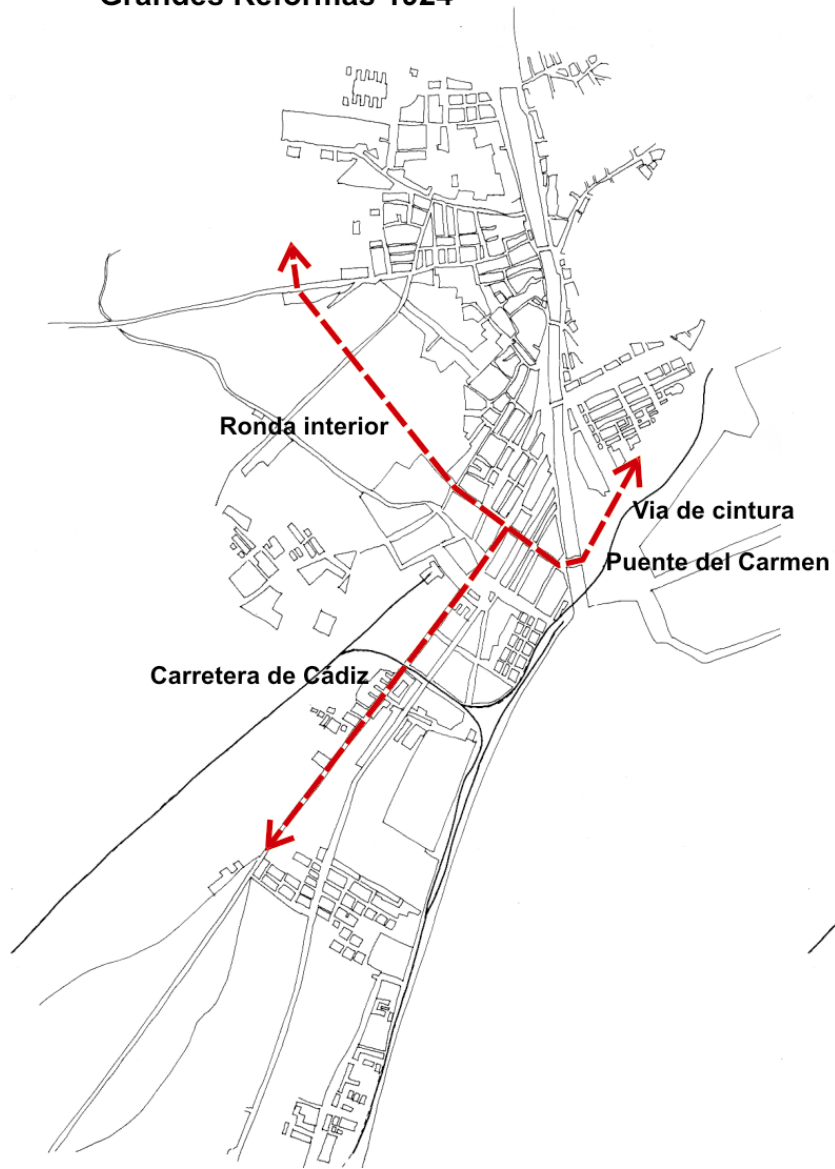 Grandes Reformas 1924
Ronda interior
Via de cintura
Puente del Carmen
Carretera de Cádiz